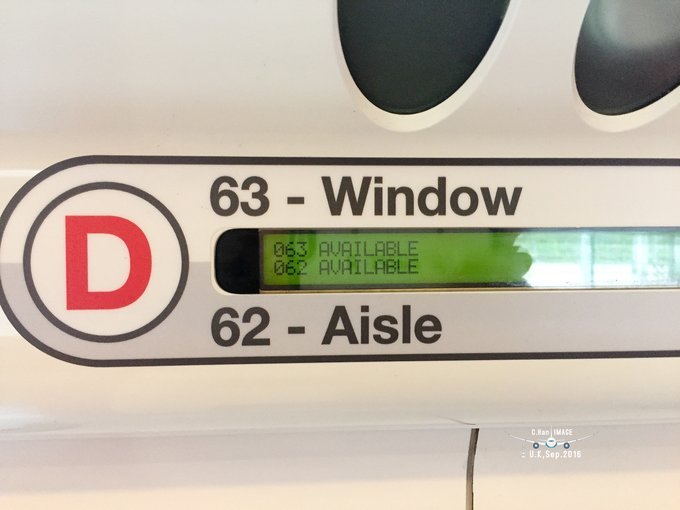 63 - Window
D
063 AVAILABLE
062 AVAILABLE
62 - Aisle
C.Han IMAGE
U.K,Sep.2016